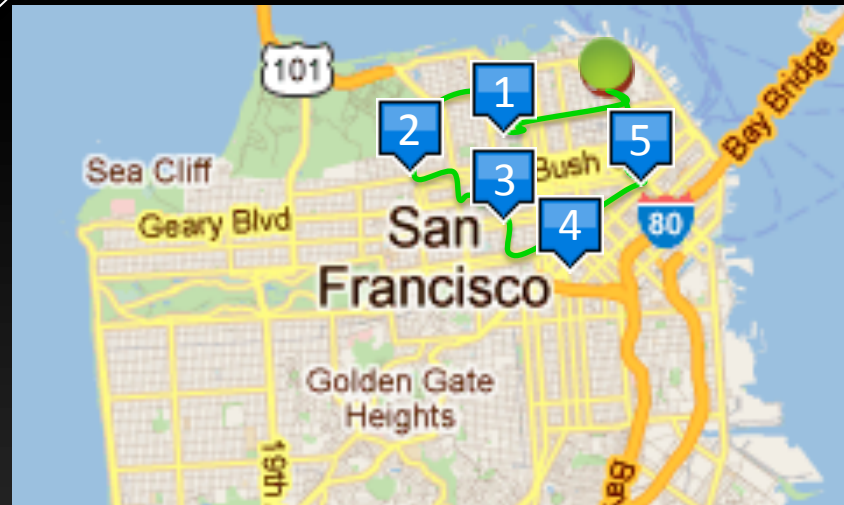 101
1
2
5
Bay Bridge
Sea Cliff
Bush
3
Geary Blvd
San
4
80
Francisco
Golden Gate
Heights
19th
Bay